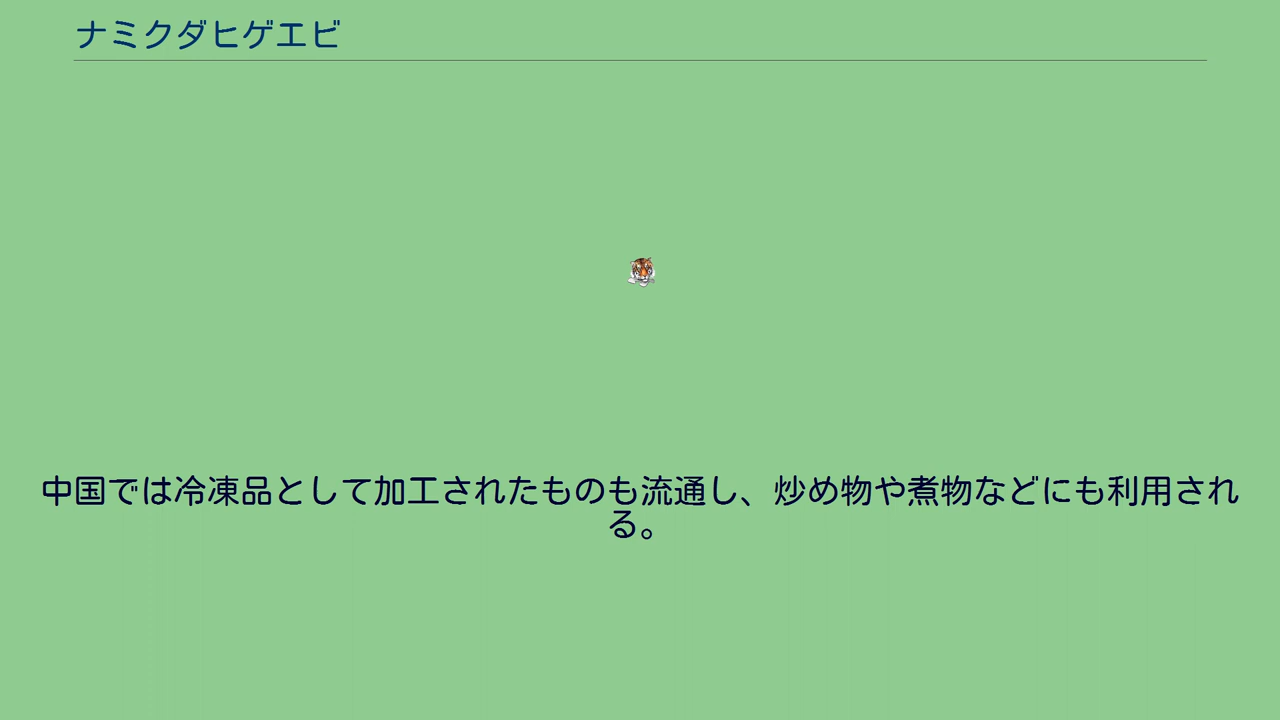 ナミクダヒゲエビ
中国では冷凍品として加工されたものも流通し、炒め物や煮物などにも利用され
る。